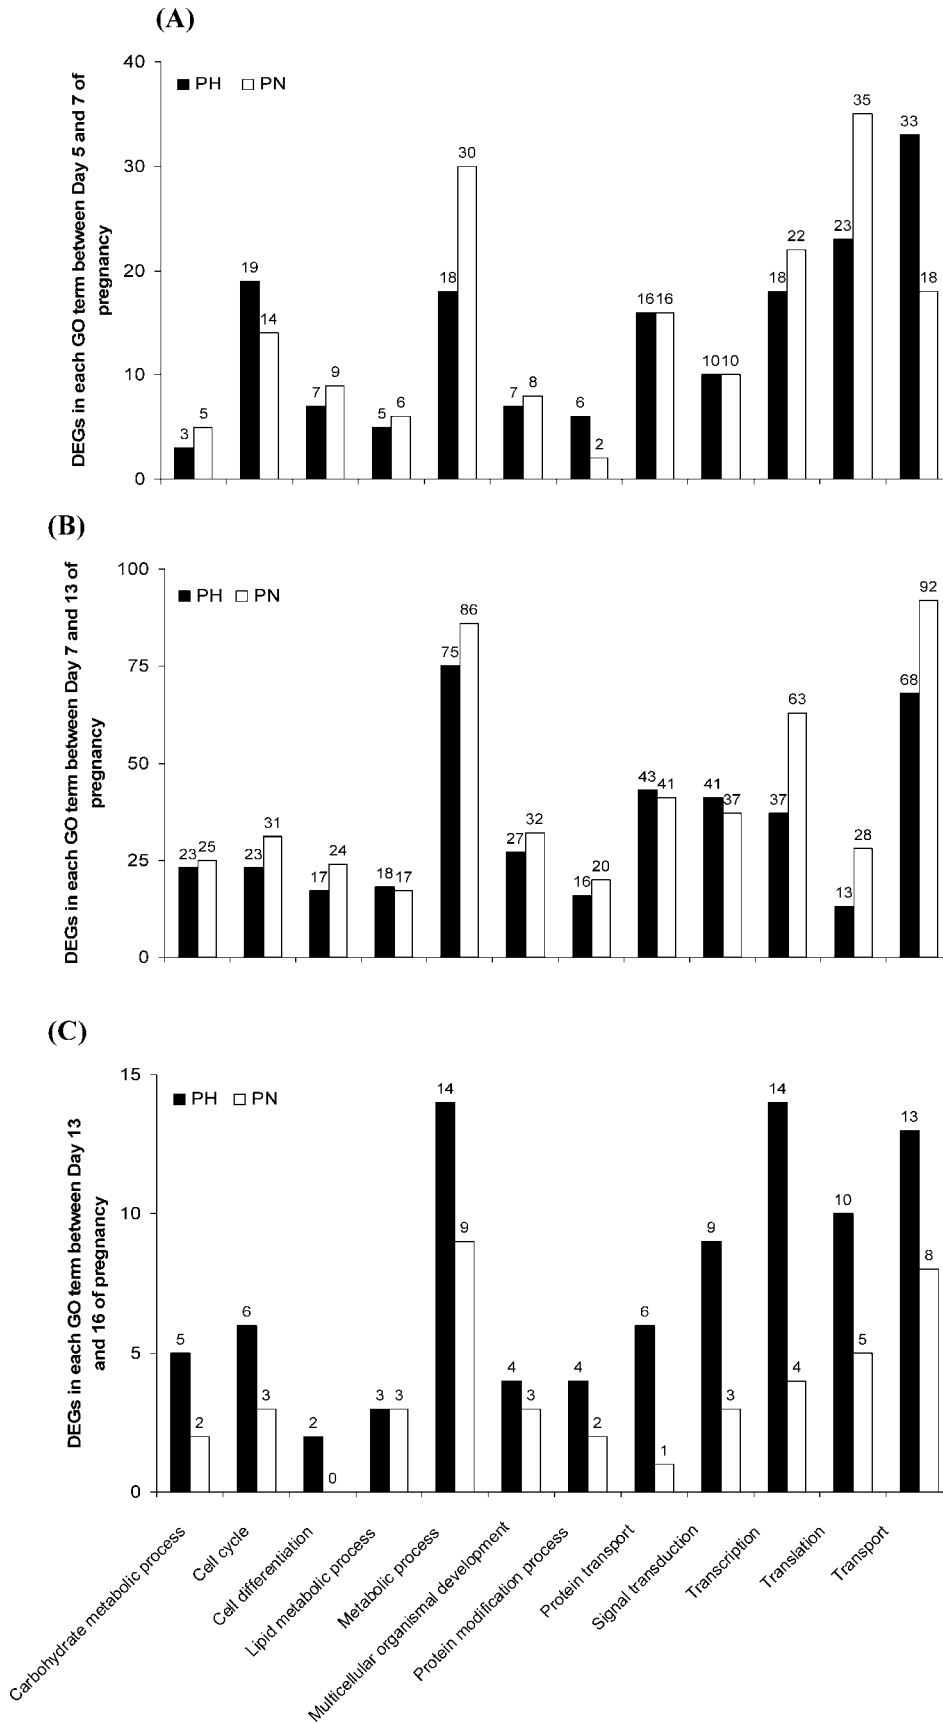 (A)
DEGs in each GO term between Day 5 and 7 of
pregnancy
40
30
20
10
0
PH PN
3 5 19 14 7 9 5 6 18 30 7 8 6 2 16 16 10 10 18 22 23 35 33 18
(B)
DEGs in each GO term between Day 7 and 13 of
pregnancy
100
75
50
25
0
PH PN
23 25 23 31 17 24 18 17 75 86 27 32 16 20 43 41 41 37 37 63 13 28 68 92
(C)
DEGs in each GO term between Day 13
and 16 of pregnancy
15
10
5
0
PH PN
5 2 6 3 2 0 3 3 14 9 4 3 4 2 6 1 9 3 14 4 10 5 13 8
Carbohydrate metabolic process
Cell cycle
Cell differentiation
Lipid metabolic process
Metabolic process
Multicellular organismal development
Protein modification process
Protein transport
Signal transduction
Transcription
Translation
Transport